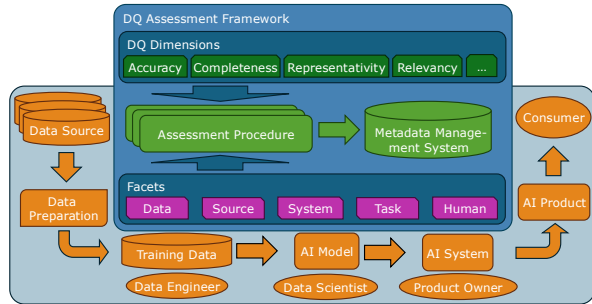 DQ Assessment Framework
DQ Dimensions
Accuracy Completeness Representativity Relevancy ...
Data Source
Assessment Procedure
Metadata Manage-
ment System
Consumer
Facets
Data Source System Task Human
Data
Preparation
AI Product
Training Data AI Model AI System
Data Engineer Data Scientist Product Owner